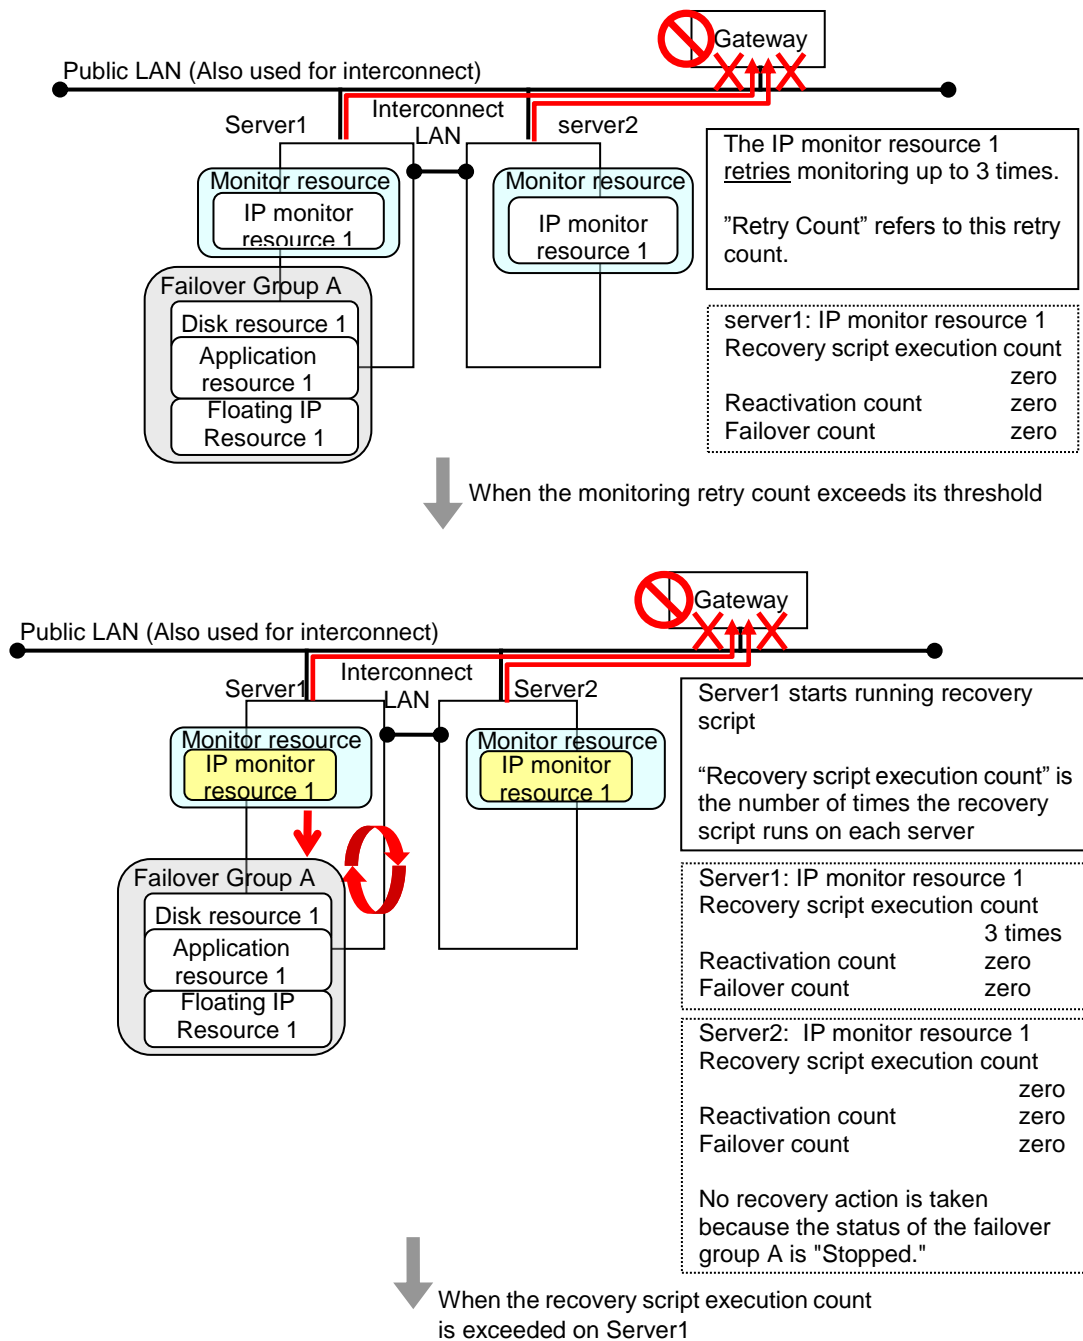 Gateway
Public LAN (Also used for interconnect)
Interconnect
LAN
Server1
server2
The IP monitor resource 1
retries monitoring up to 3 times.
”Retry Count” refers to this retry
count.
Monitor resource
IP monitor
resource 1
Monitor resource
IP monitor
resource 1
Failover Group A
Disk resource 1
Application
resource 1
Floating IP
Resource 1
server1: IP monitor resource 1
Recovery script execution count
zero
Reactivation count zero
Failover count zero
When the monitoring retry count exceeds its threshold
Gateway
Public LAN (Also used for interconnect)
Interconnect
LAN
Server1
Server2
Server1 starts running recovery
script
“Recovery script execution count” is
the number of times the recovery
script runs on each server
Monitor resource
IP monitor
resource 1
Monitor resource
IP monitor
resource 1
Failover Group A
Disk resource 1
Application
resource 1
Floating IP
Resource 1
Server1: IP monitor resource 1
Recovery script execution count
3 times
Reactivation count zero
Failover count zero
Server2: IP monitor resource 1
Recovery script execution count
zero
Reactivation count zero
Failover count zero
No recovery action is taken
because the status of the failover
group A is "Stopped."
When the recovery script execution count
is exceeded on Server1